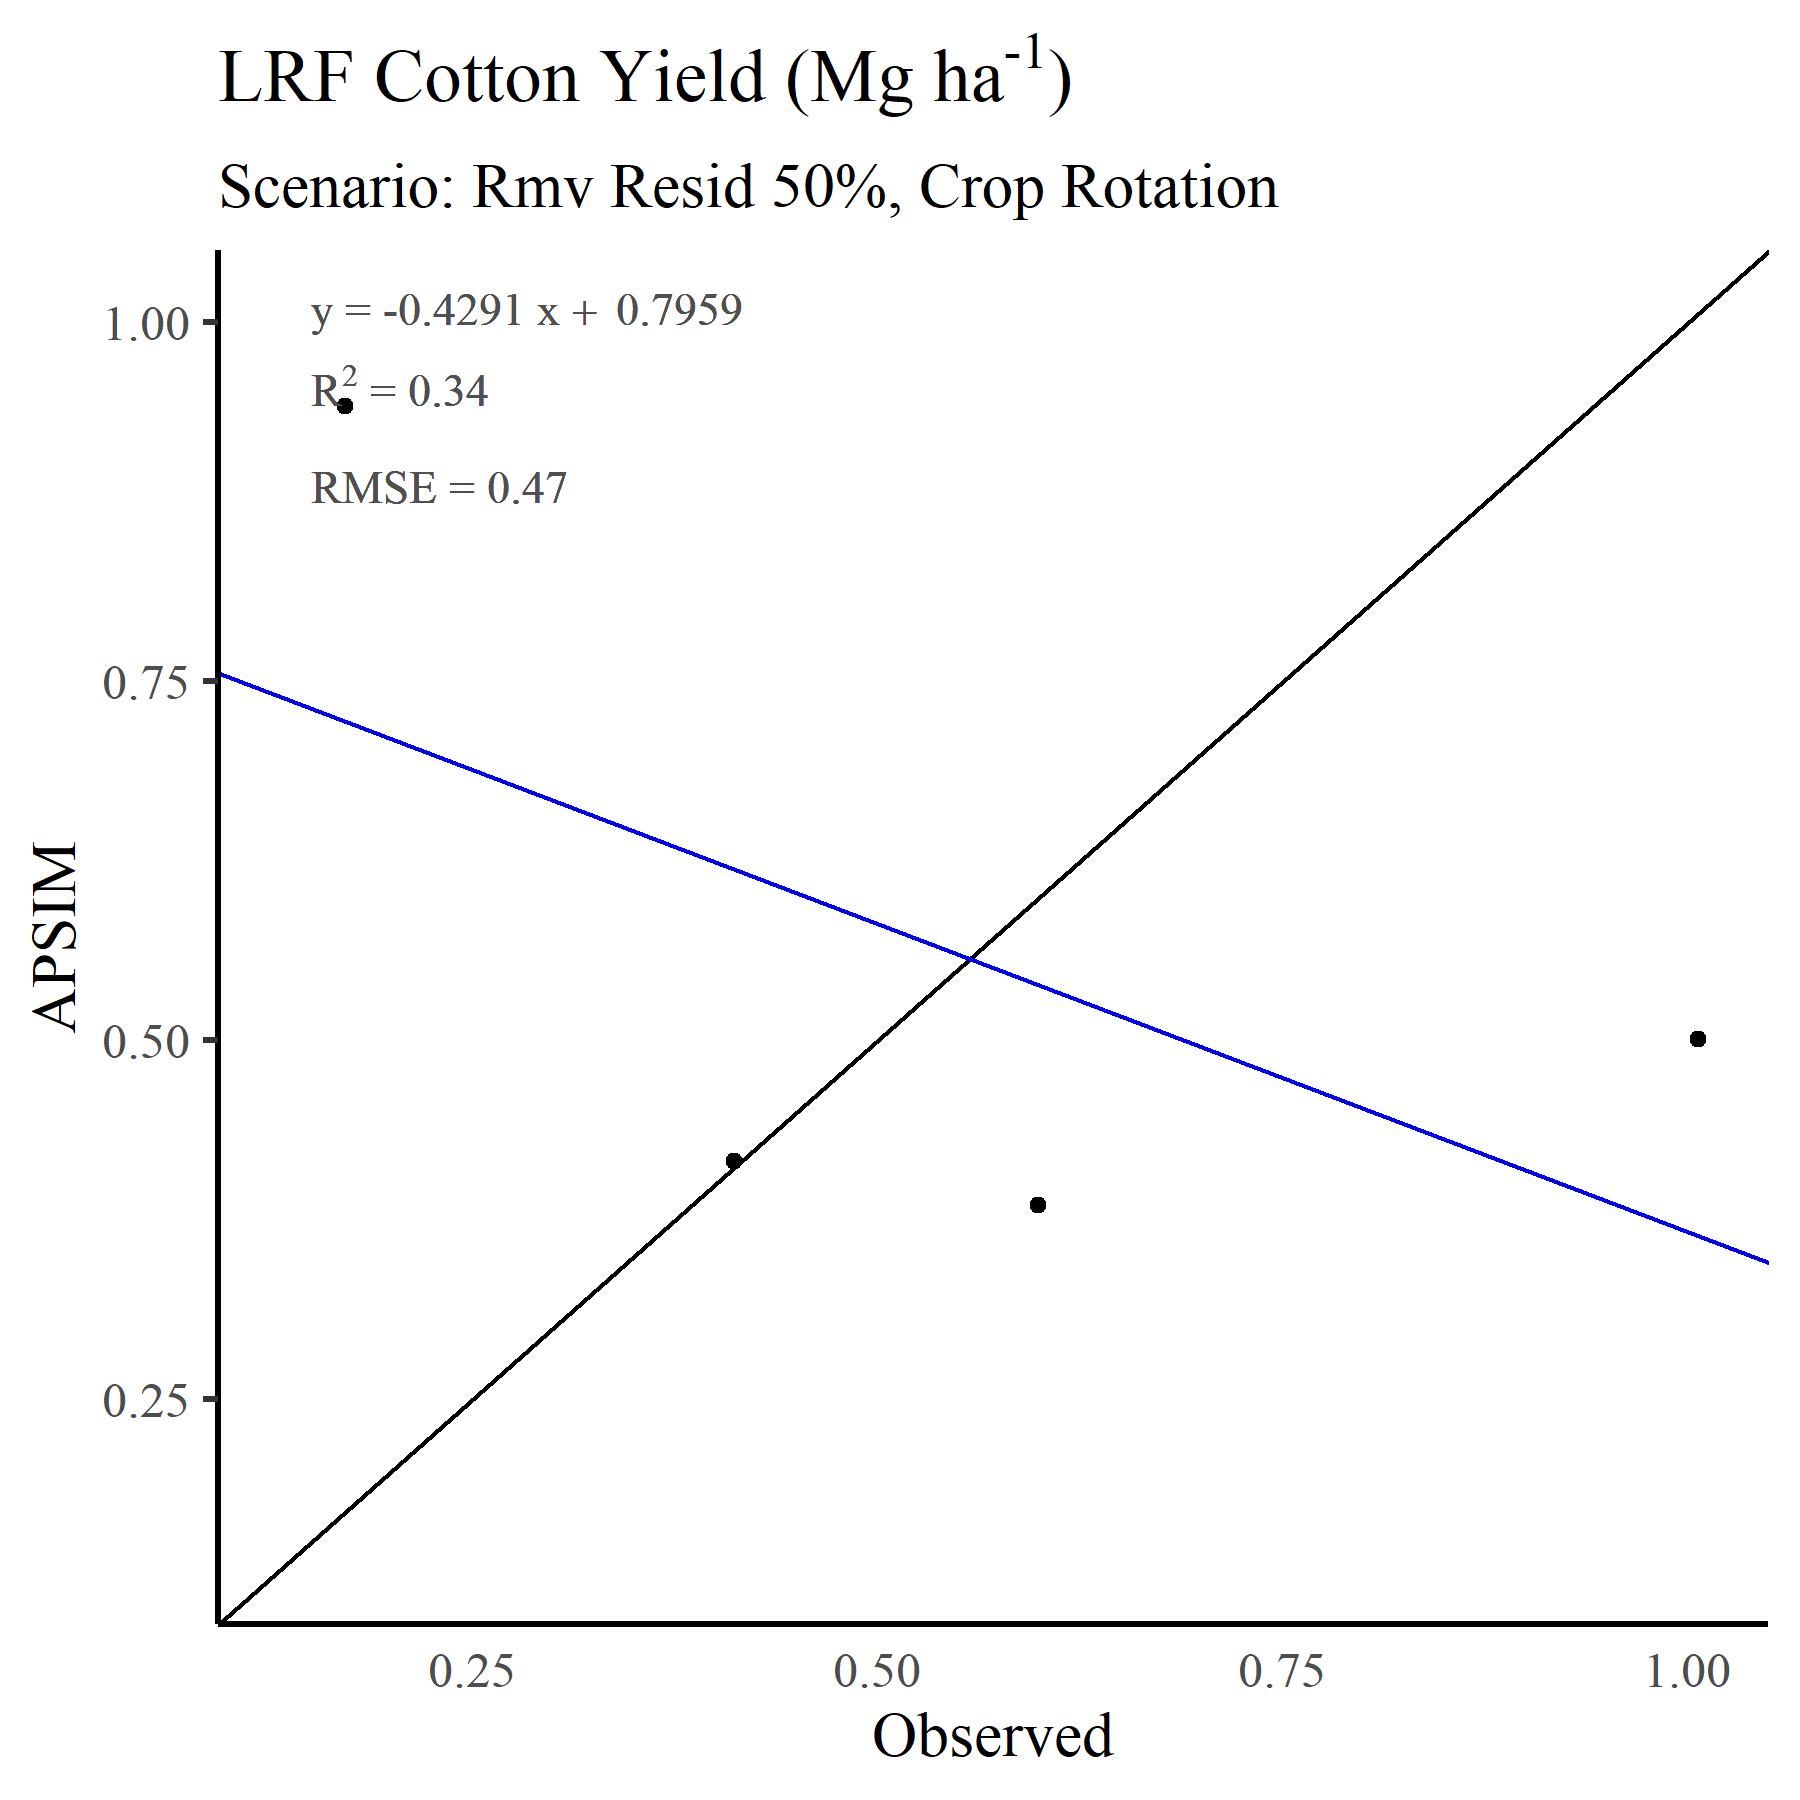 LRF Cotton Yield (Mg ha⁻¹)
Scenario: Rmv Resid 50%, Crop Rotation
y = -0.4291 x + 0.7959
R² = 0.34
RMSE = 0.47
1.00
0.75
0.50
0.25
APSIM
0.25 0.50 0.75 1.00
Observed